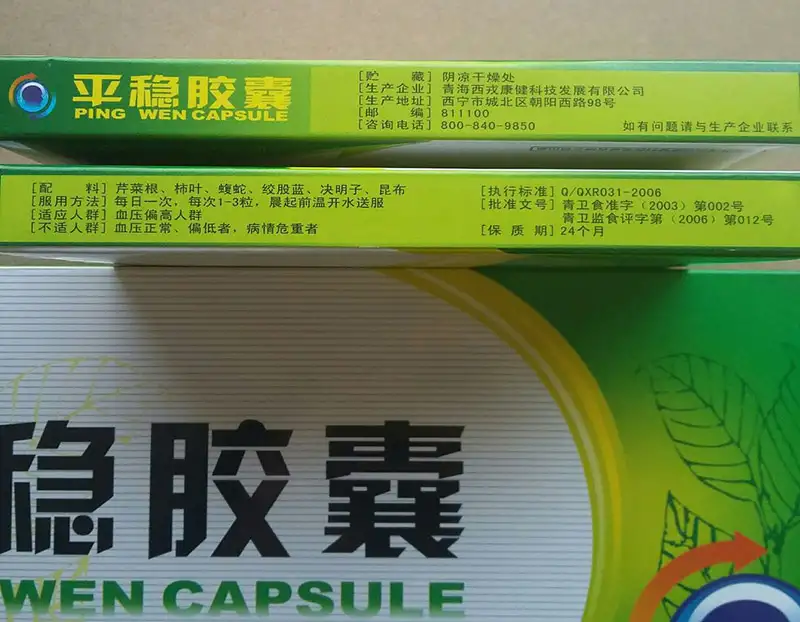 平稳胶囊
PING WEN CAPSULE
[贮 藏] 阴凉干燥处
[生产企业] 青海西戎康健科技发展有限公司
[生产地址] 西宁市城北区朝阳西路98号
[邮 编] 811100
[咨询电话] 800-840-9850
如有问题请与生产企业联系
[配 料] 芹菜根、柿叶、蝮蛇、绞股蓝、决明子、昆布
[服用方法] 每日一次，每次1-3粒，晨起前温开水送服
[适应人群] 血压偏高人群
[不适人群] 血压正常、偏低者，病情危重者
[执行标准] Q/QXR031-2006
[批准文号] 青卫食准字（2003）第002号
青卫监食评字第（2006）第012号
[保 质 期] 24个月
稳胶囊
WEN CAPSULE